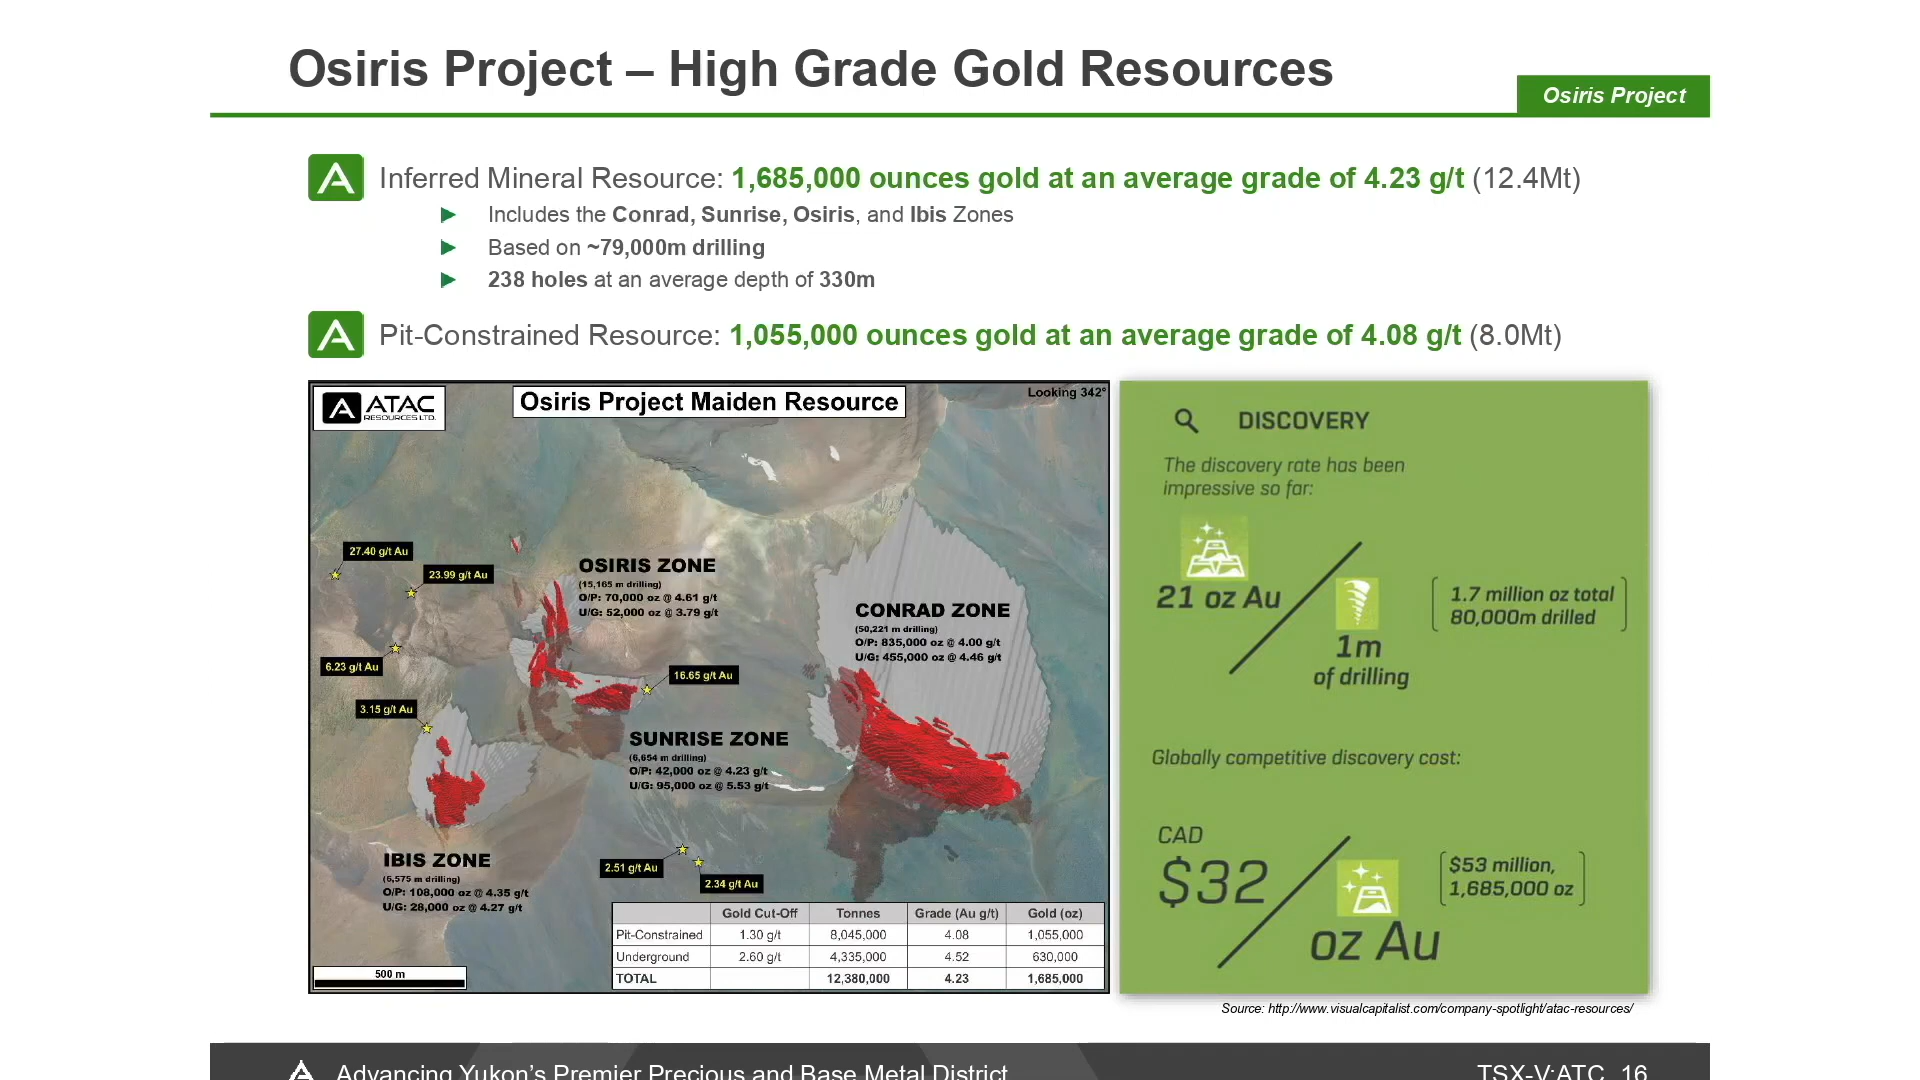 Osiris Project – High Grade Gold Resources
Osiris Project
Inferred Mineral Resource: 1,685,000 ounces gold at an average grade of 4.23 g/t (12.4Mt)
► Includes the Conrad, Sunrise, Osiris, and Ibis Zones
► Based on ~79,000m drilling
► 238 holes at an average depth of 330m
Pit-Constrained Resource: 1,055,000 ounces gold at an average grade of 4.08 g/t (8.0Mt)
ATAC
RESOURCES LTD.
Osiris Project Maiden Resource
Looking 342°
27.40 g/t Au
23.99 g/t Au
6.23 g/t Au
3.15 g/t Au
16.65 g/t Au
OSIRIS ZONE
(15,165 m drilling)
O/P: 70,000 oz @ 4.61 g/t
U/G: 52,000 oz @ 3.79 g/t
CONRAD ZONE
(50,221 m drilling)
O/P: 835,000 oz @ 4.00 g/t
U/G: 455,000 oz @ 4.46 g/t
SUNRISE ZONE
(6,654 m drilling)
O/P: 42,000 oz @ 4.23 g/t
U/G: 95,000 oz @ 5.53 g/t
IBIS ZONE
(6,575 m drilling)
O/P: 108,000 oz @ 4.35 g/t
U/G: 28,000 oz @ 4.27 g/t
2.51 g/t Au
2.34 g/t Au
Gold Cut-Off Tonnes Grade (Au g/t) Gold (oz)
Pit-Constrained 1.30 g/t 8,045,000 4.08 1,055,000
Underground 2.60 g/t 4,335,000 4.52 630,000
TOTAL 12,380,000 4.23 1,685,000
500 m
DISCOVERY
The discovery rate has been
impressive so far:
21 oz Au
1m
of drilling
1.7 million oz total
80,000m drilled
Globally competitive discovery cost:
CAD
$32
oz Au
$53 million,
1,685,000 oz
Source: http://www.visualcapitalist.com/company-spotlight/atac-resources/
Advancing Yukon's Premier Precious and Base Metal District
TSX-V:ATC 16